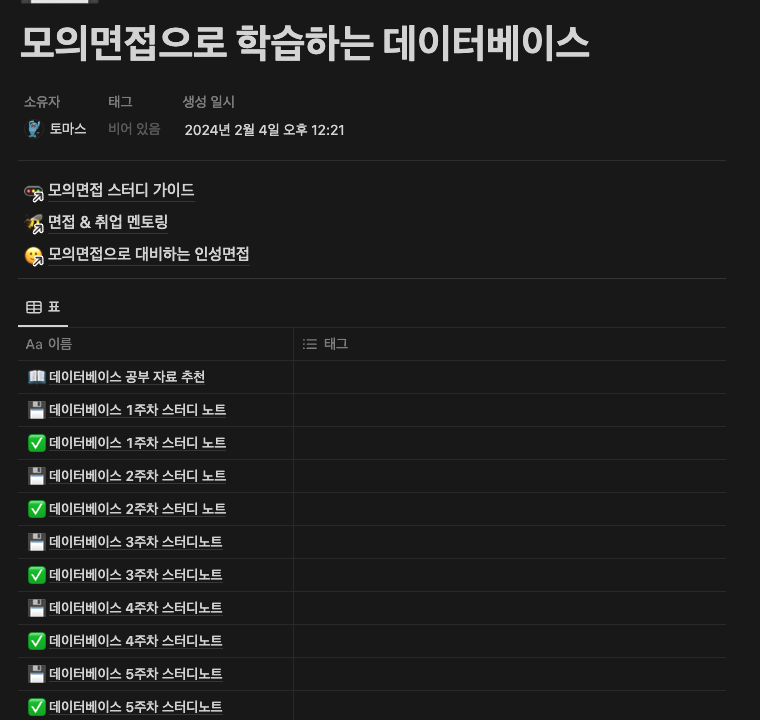 모의면접으로 학습하는 데이터베이스
소유자 태그 생성 일시
토마스 비어 있음 2024년 2월 4일 오후 12:21
모의면접 스터디 가이드
면접 & 취업 멘토링
모의면접으로 대비하는 인성면접
표
Aa 이름 태그
데이터베이스 공부 자료 추천
데이터베이스 1주차 스터디 노트
데이터베이스 1주차 스터디 노트
데이터베이스 2주차 스터디 노트
데이터베이스 2주차 스터디 노트
데이터베이스 3주차 스터디노트
데이터베이스 3주차 스터디노트
데이터베이스 4주차 스터디노트
데이터베이스 4주차 스터디노트
데이터베이스 5주차 스터디노트
데이터베이스 5주차 스터디노트